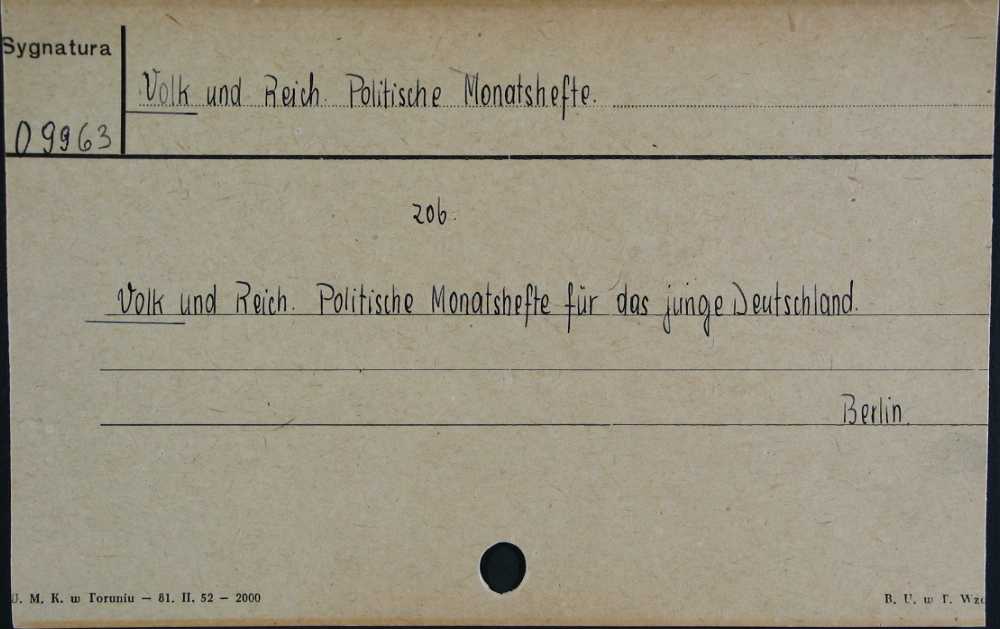 Sygnatura
Volk und Reich. Politische Monatshefte.
09963
206.
Volk und Reich. Politische Monatshefte für das junge Deutschland.
Berlin.
U. M. K. w Toruniu — 81. II. 52 — 2000
B. U. w T.